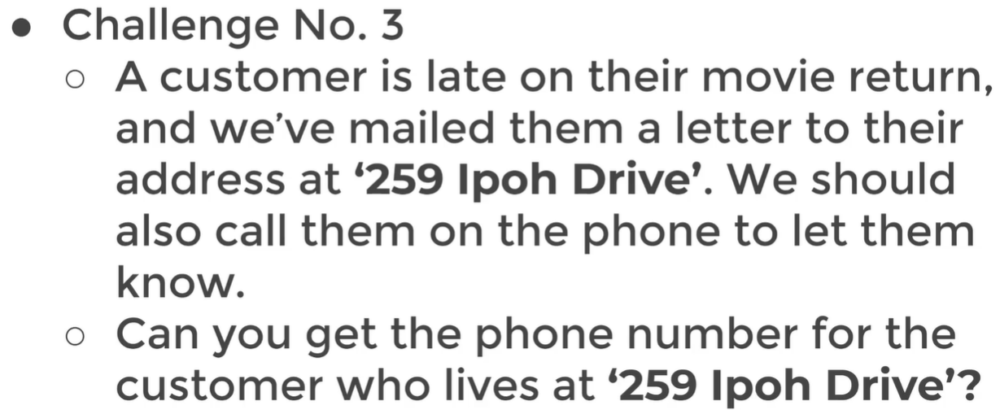 ● Challenge No. 3
○ A customer is late on their movie return,
and we’ve mailed them a letter to their
address at ‘259 Ipoh Drive’. We should
also call them on the phone to let them
know.
○ Can you get the phone number for the
customer who lives at ‘259 Ipoh Drive’?